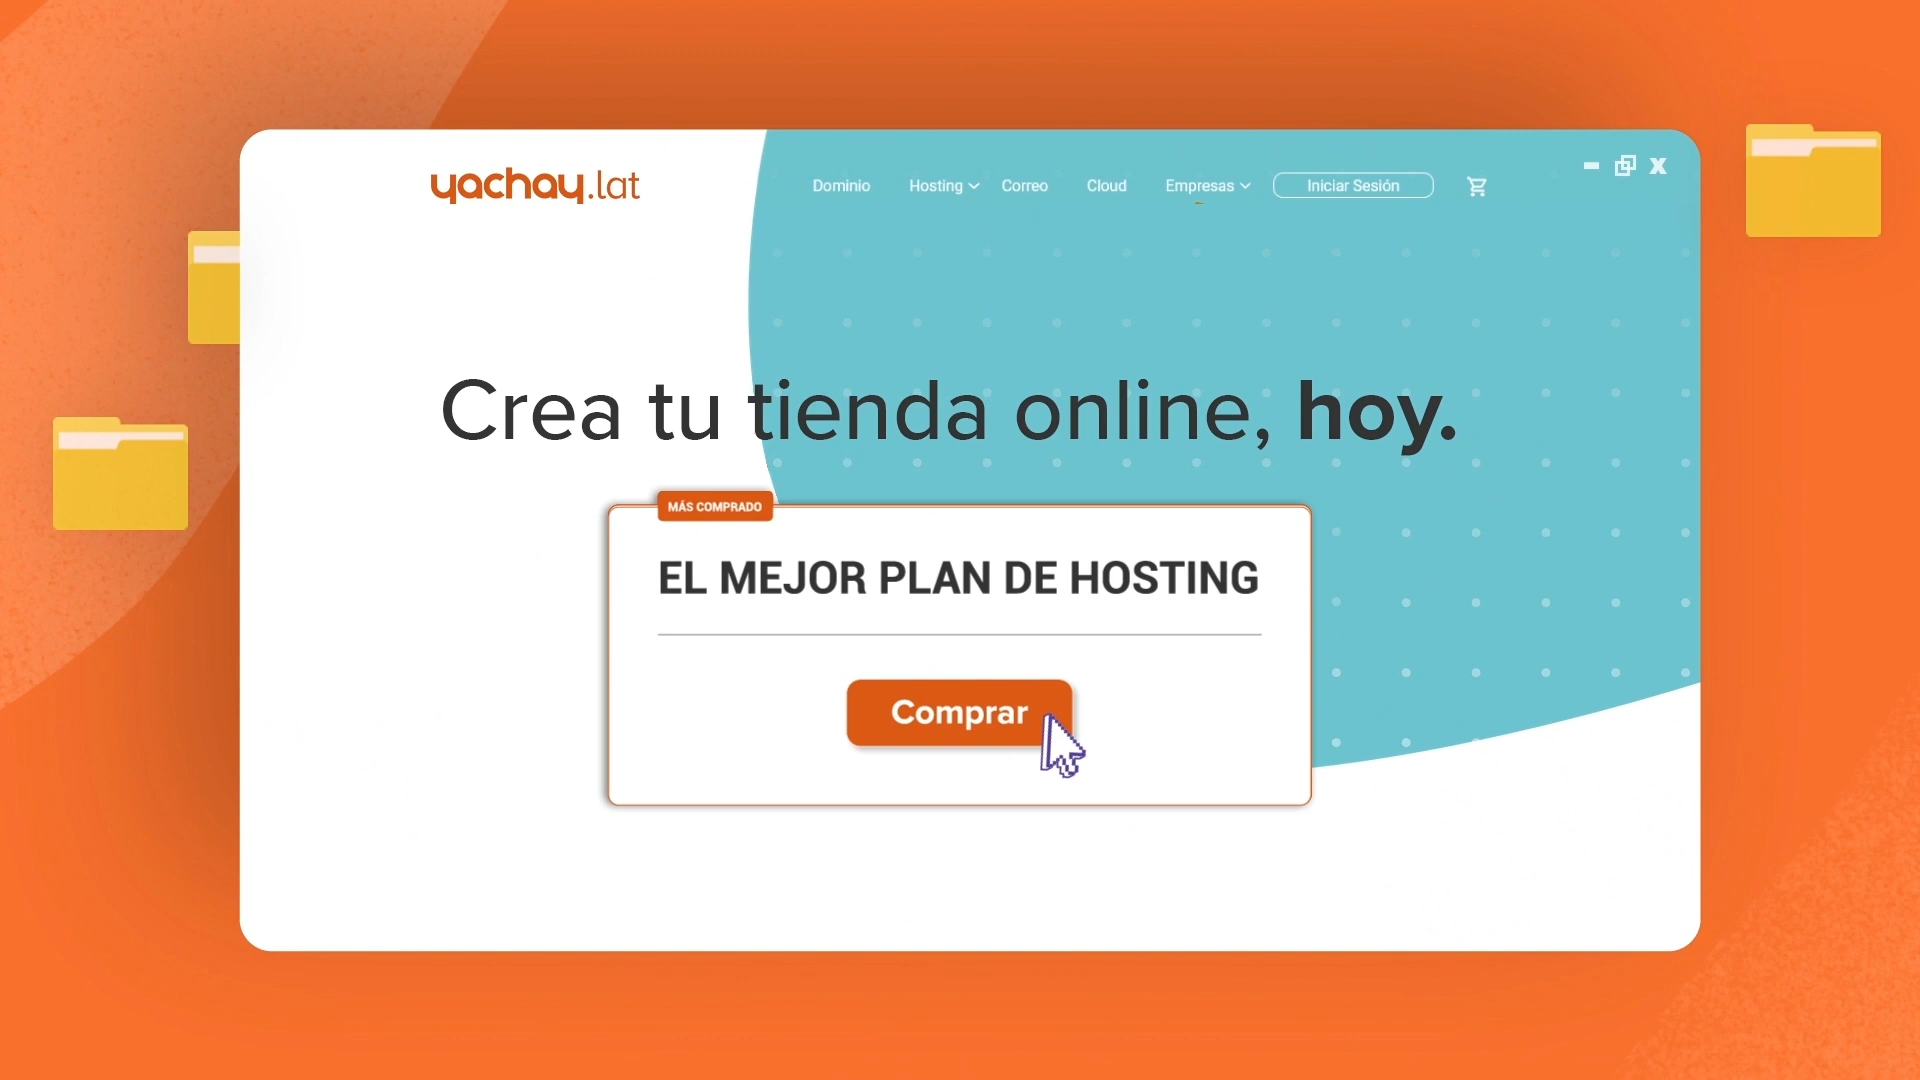 yachay.lat
Dominio Hosting Correo Cloud Empresas Iniciar Sesión
Crea tu tienda online, hoy.
MÁS COMPRADO
EL MEJOR PLAN DE HOSTING
Comprar